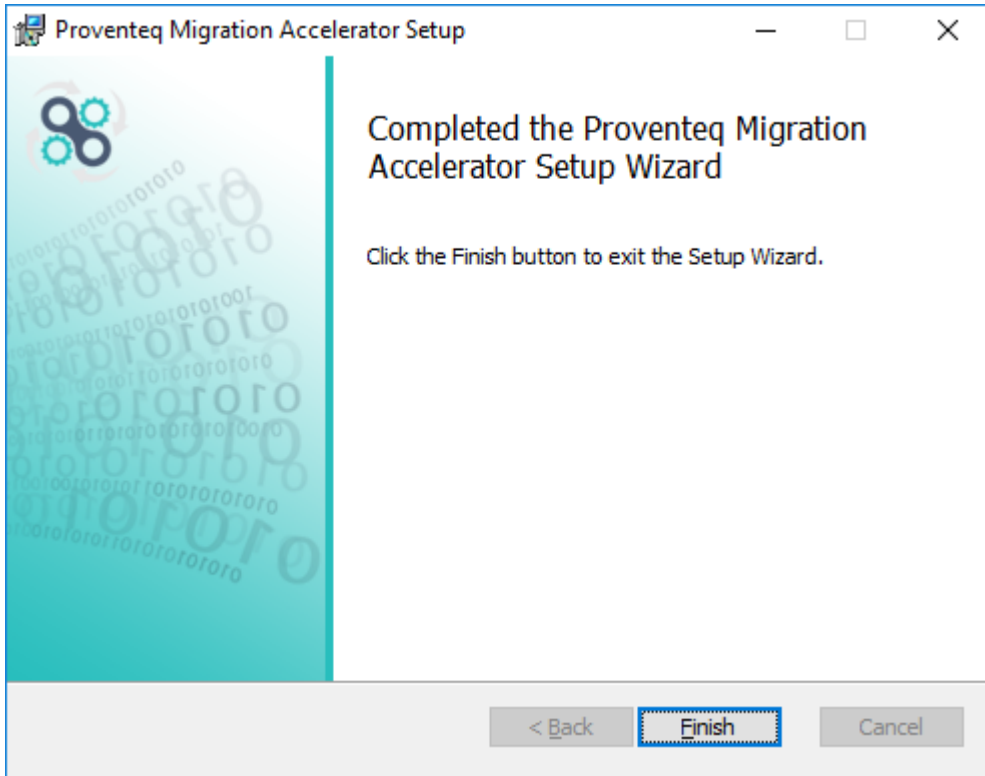 Proventeq Migration Accelerator Setup
Completed the Proventeq Migration
Accelerator Setup Wizard
Click the Finish button to exit the Setup Wizard.
< Back
Finish
Cancel